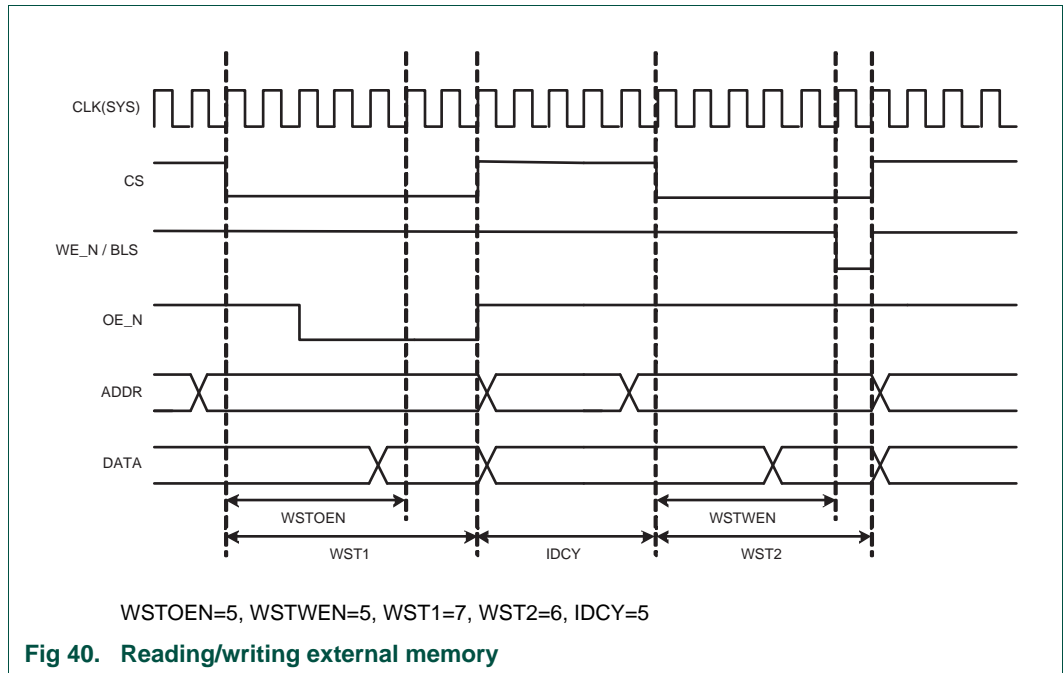 CLK(SYS)
CS
WE_N / BLS
OE_N
ADDR
DATA
WSTOEN
WSTWEN
WST1
IDCY
WST2
WSTOEN=5, WSTWEN=5, WST1=7, WST2=6, IDCY=5
Fig 40. Reading/writing external memory